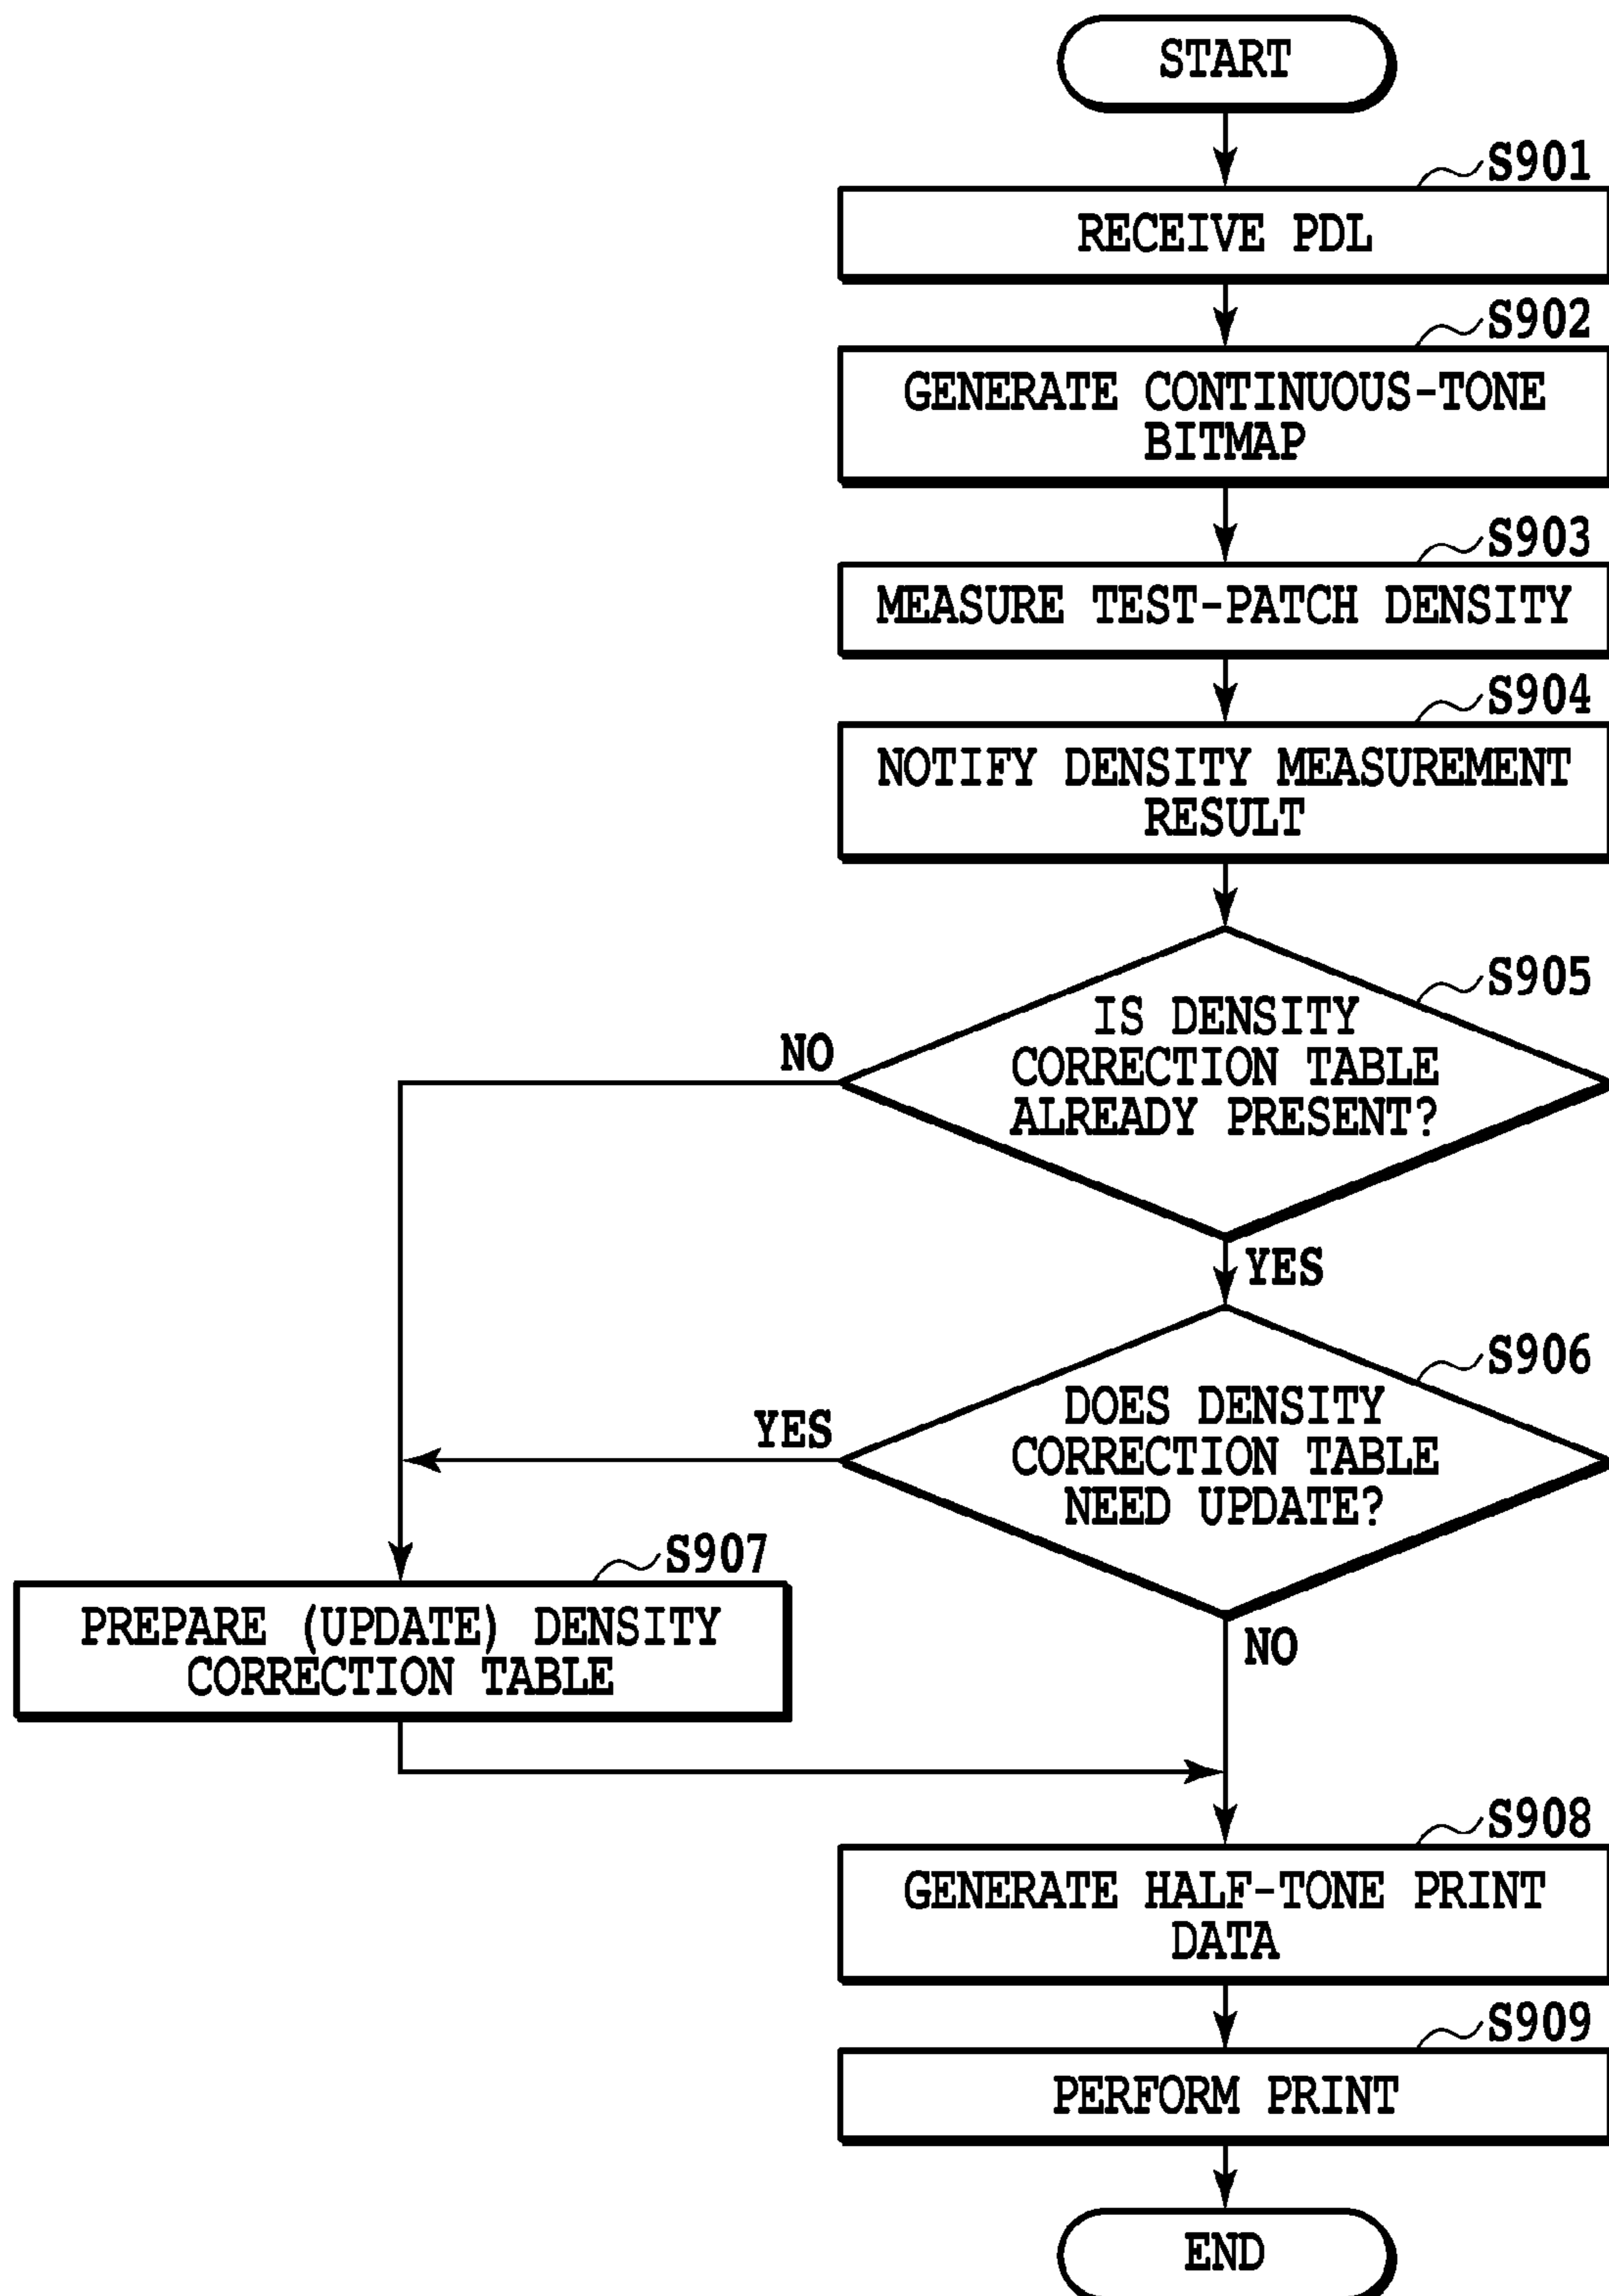 START
S901
RECEIVE PDL
S902
GENERATE CONTINUOUS-TONE
BITMAP
S903
MEASURE TEST-PATCH DENSITY
S904
NOTIFY DENSITY MEASUREMENT
RESULT
S905
IS DENSITY
CORRECTION TABLE
ALREADY PRESENT?
NO
YES
S906
DOES DENSITY
CORRECTION TABLE
NEED UPDATE?
YES
NO
S907
PREPARE (UPDATE) DENSITY
CORRECTION TABLE
S908
GENERATE HALF-TONE PRINT
DATA
S909
PERFORM PRINT
END